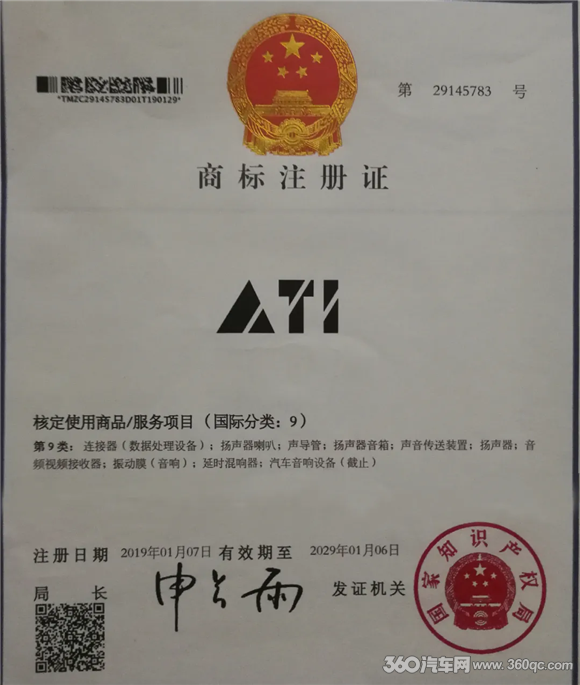 *TMZC29145783D01T190129*
第 29145783 号
商标注册证
ATI
核定使用商品/服务项目（国际分类：9）
第9类：连接器（数据处理设备）；扬声器喇叭；声导管；扬声器音箱；声音传送装置；扬声器；音
频视频接收器；振动膜（音响）；延时混响器；汽车音响设备（截止）
注册日期 2019年01月07日 有效期至 2029年01月06日
局 长 申长雨 发证机关
国家知识产权局
360汽车网 www.360qc.com